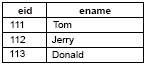 eid ename
111 Tom
112 Jerry
113 Donald